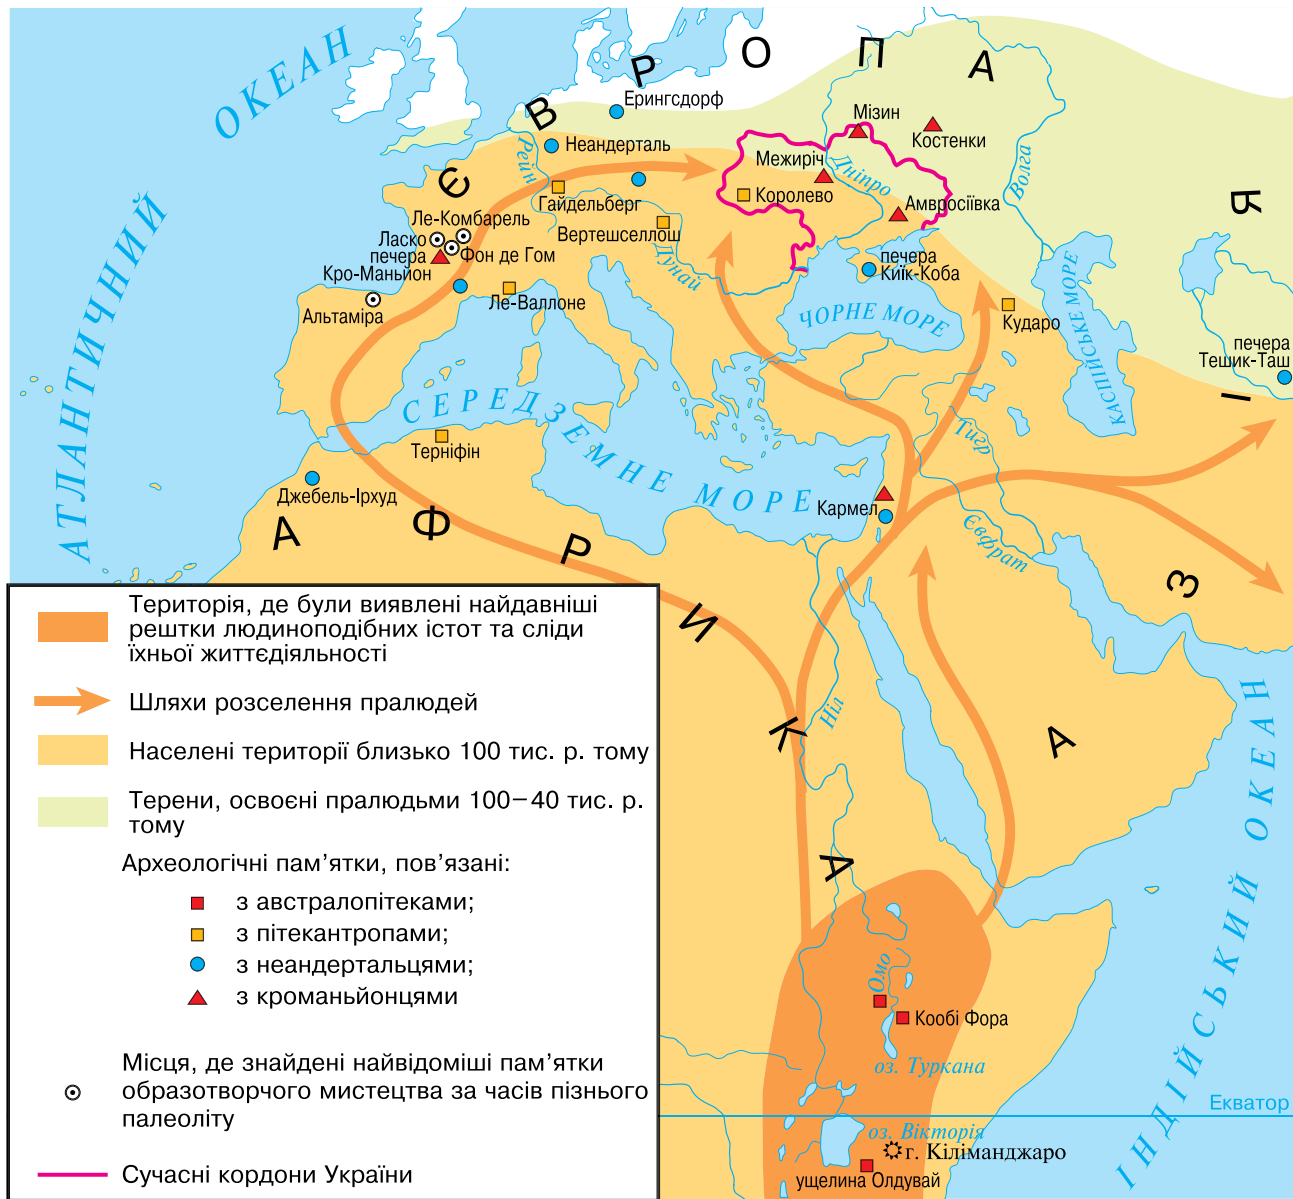 АТЛАНТИЧНИЙ
ОКЕАН
ЄВРОПА
Ерингсдорф
Неандерталь
Рейн
Гайдельберг
Вертешселлош
Дунай
Мізин
Костенки
Межиріч
Дніпро
Королево
Амвросіївка
Волга
Ле-Комбарель
Ласко
печера
Фон де Гом
Кро-Маньйон
Альтаміра
Ле-Валлоне
печера
Киїк-Коба
ЧОРНЕ МОРЕ
Кударо
КАСПІЙСЬКЕ МОРЕ
печера
Тешик-Таш
СЕРЕДЗЕМНЕ МОРЕ
Терніфін
Джебель-Ірхуд
Кармел
Тигр
Євфрат
АФРИКА
АЗІЯ
Ніл
Омо
Кообі Фора
оз. Туркана
Екватор
оз. Вікторія
г. Кіліманджаро
ущелина Олдувай
ІНДІЙСЬКИЙ ОКЕАН
Територія, де були виявлені найдавніші
рештки людиноподібних істот та сліди
їхньої життєдіяльності
Шляхи розселення пралюдей
Населені території близько 100 тис. р. тому
Терени, освоєні пралюдьми 100–40 тис. р.
тому
Археологічні пам’ятки, пов’язані:
з австралопітеками;
з пітекантропами;
з неандертальцями;
з кроманьйонцями
Місця, де знайдені найвідоміші пам’ятки
образотворчого мистецтва за часів пізнього
палеоліту
Сучасні кордони України